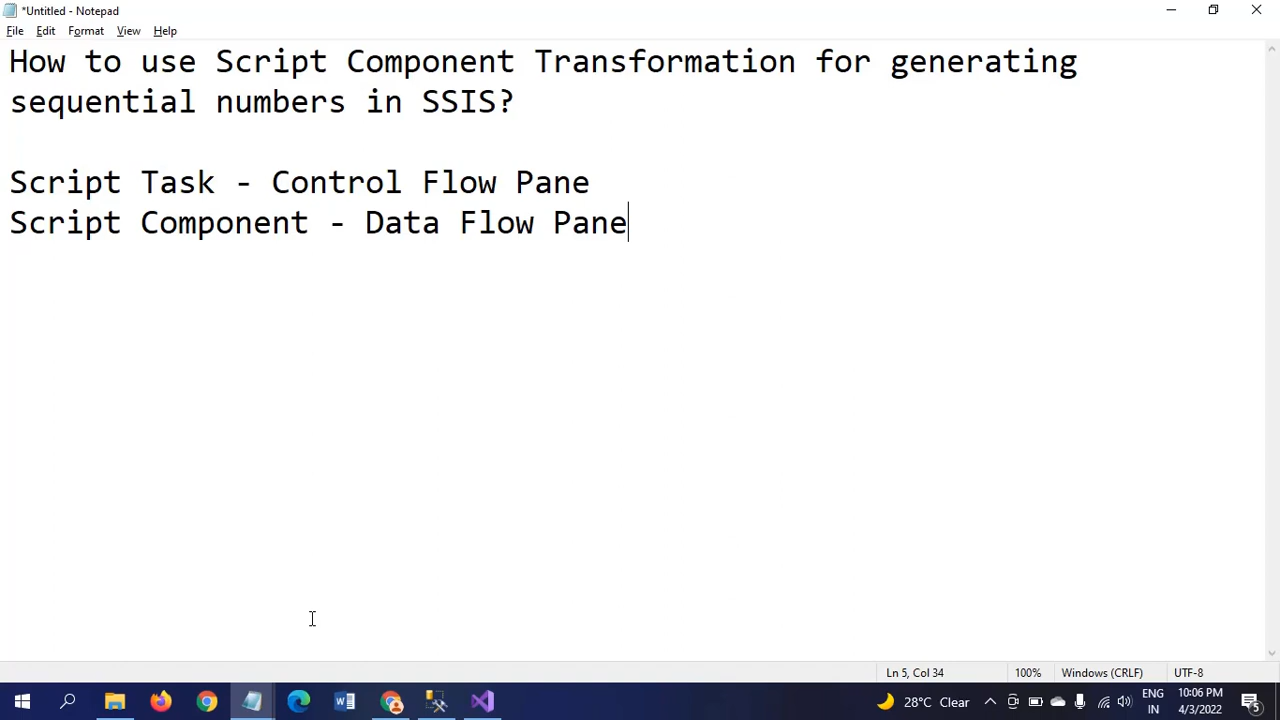 *Untitled - Notepad
File Edit Format View Help
How to use Script Component Transformation for generating
sequential numbers in SSIS?
Script Task - Control Flow Pane
Script Component - Data Flow Pane
Ln 5, Col 34 100% Windows (CRLF) UTF-8
28°C Clear
ENG
IN
10:06 PM
4/3/2022
5